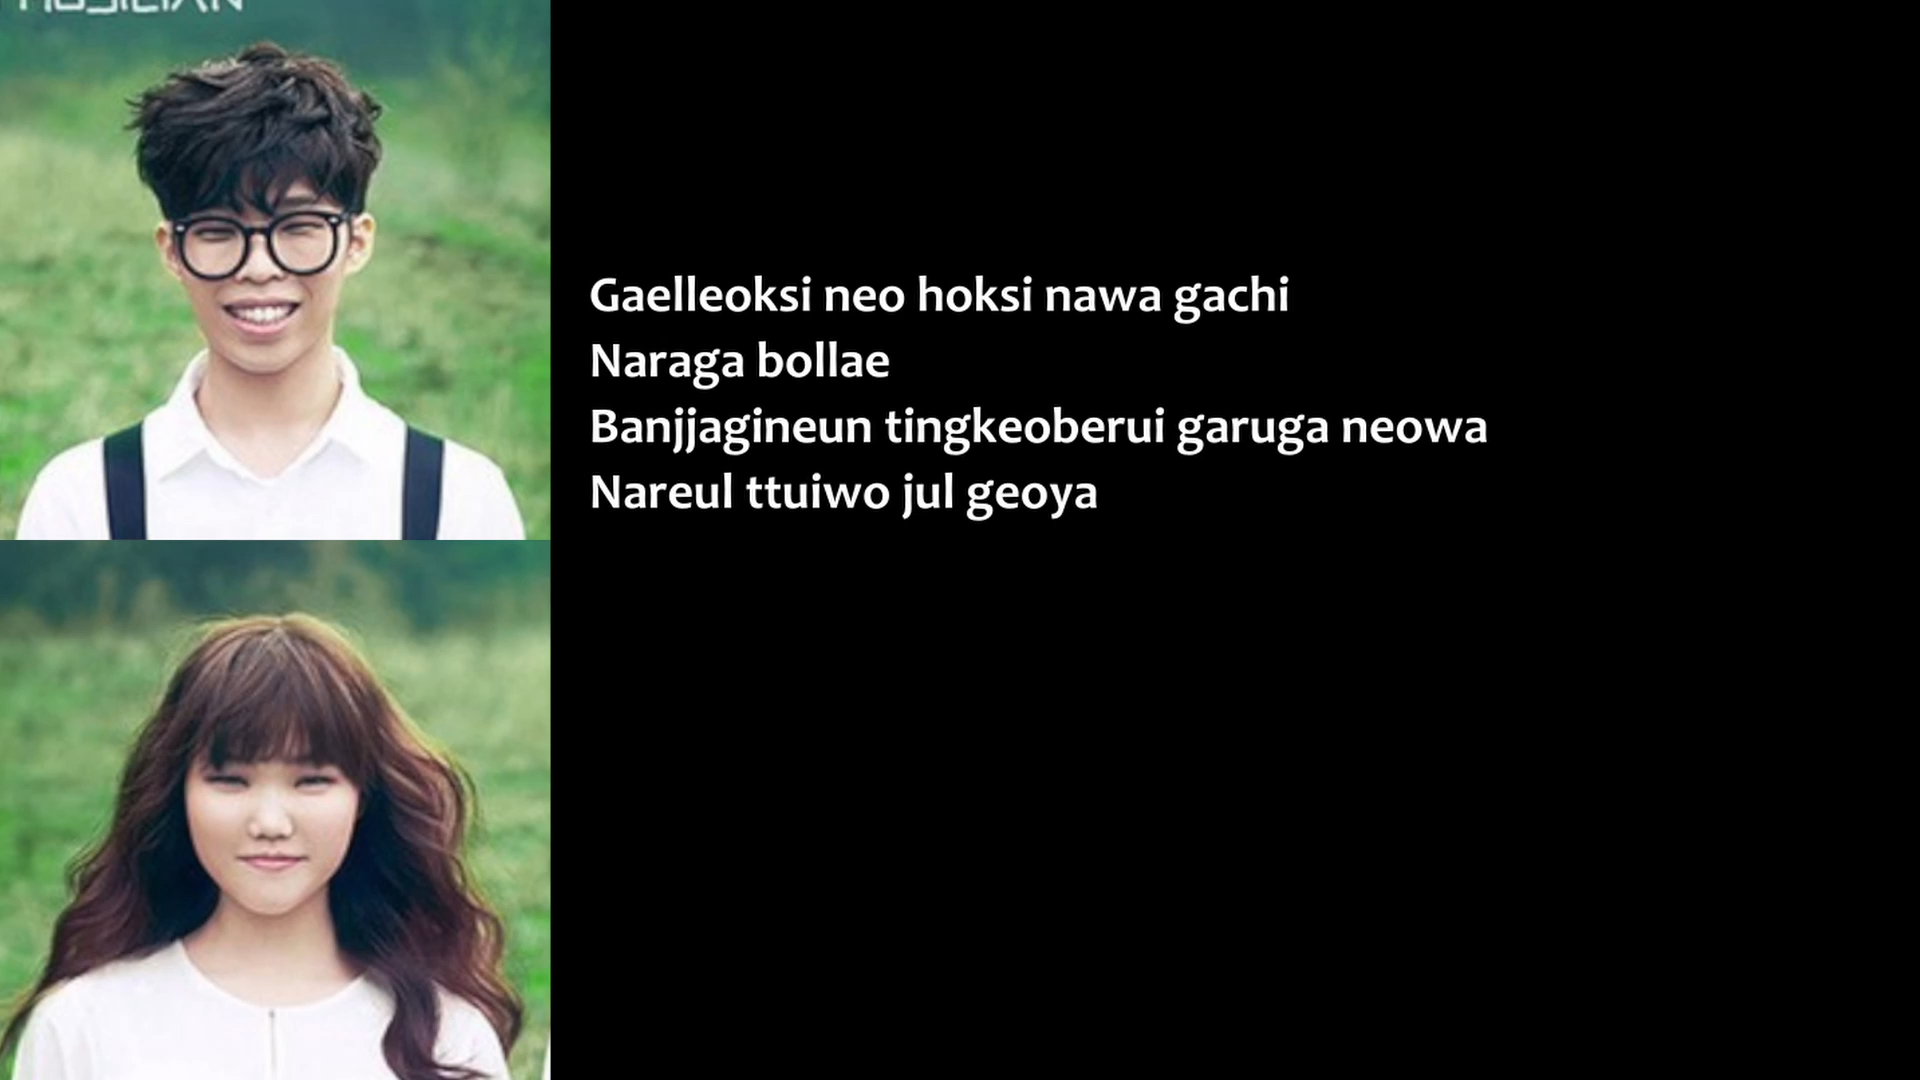 Gaelleoksi neo hoksi nawa gachi
Naraga bollae
Banjjagineun tingkeoberui garuga neowa
Nareul ttuiwo jul geoya